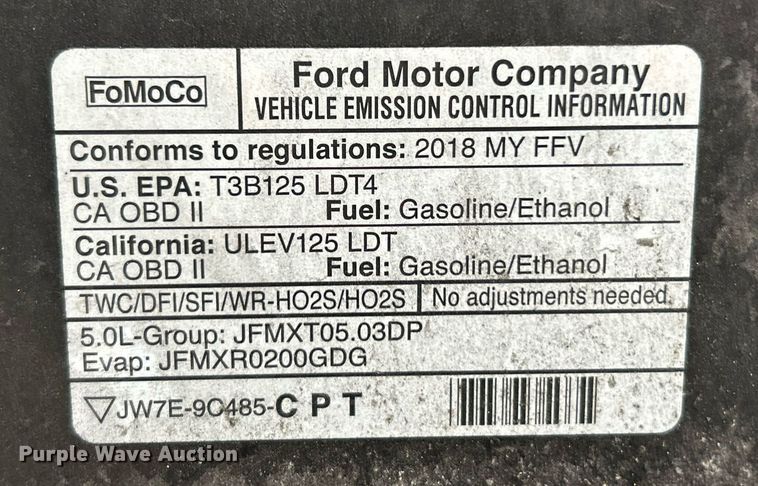 FoMoCo
Ford Motor Company
VEHICLE EMISSION CONTROL INFORMATION
Conforms to regulations: 2018 MY FFV
U.S. EPA: T3B125 LDT4
CA OBD II Fuel: Gasoline/Ethanol
California: ULEV125 LDT
CA OBD II Fuel: Gasoline/Ethanol
TWC/DFI/SFI/WR-HO2S/HO2S No adjustments needed.
5.0L-Group: JFMXT05.03DP
Evap: JFMXR0200GDG
JW7E-9C485-CPT
Purple Wave Auction